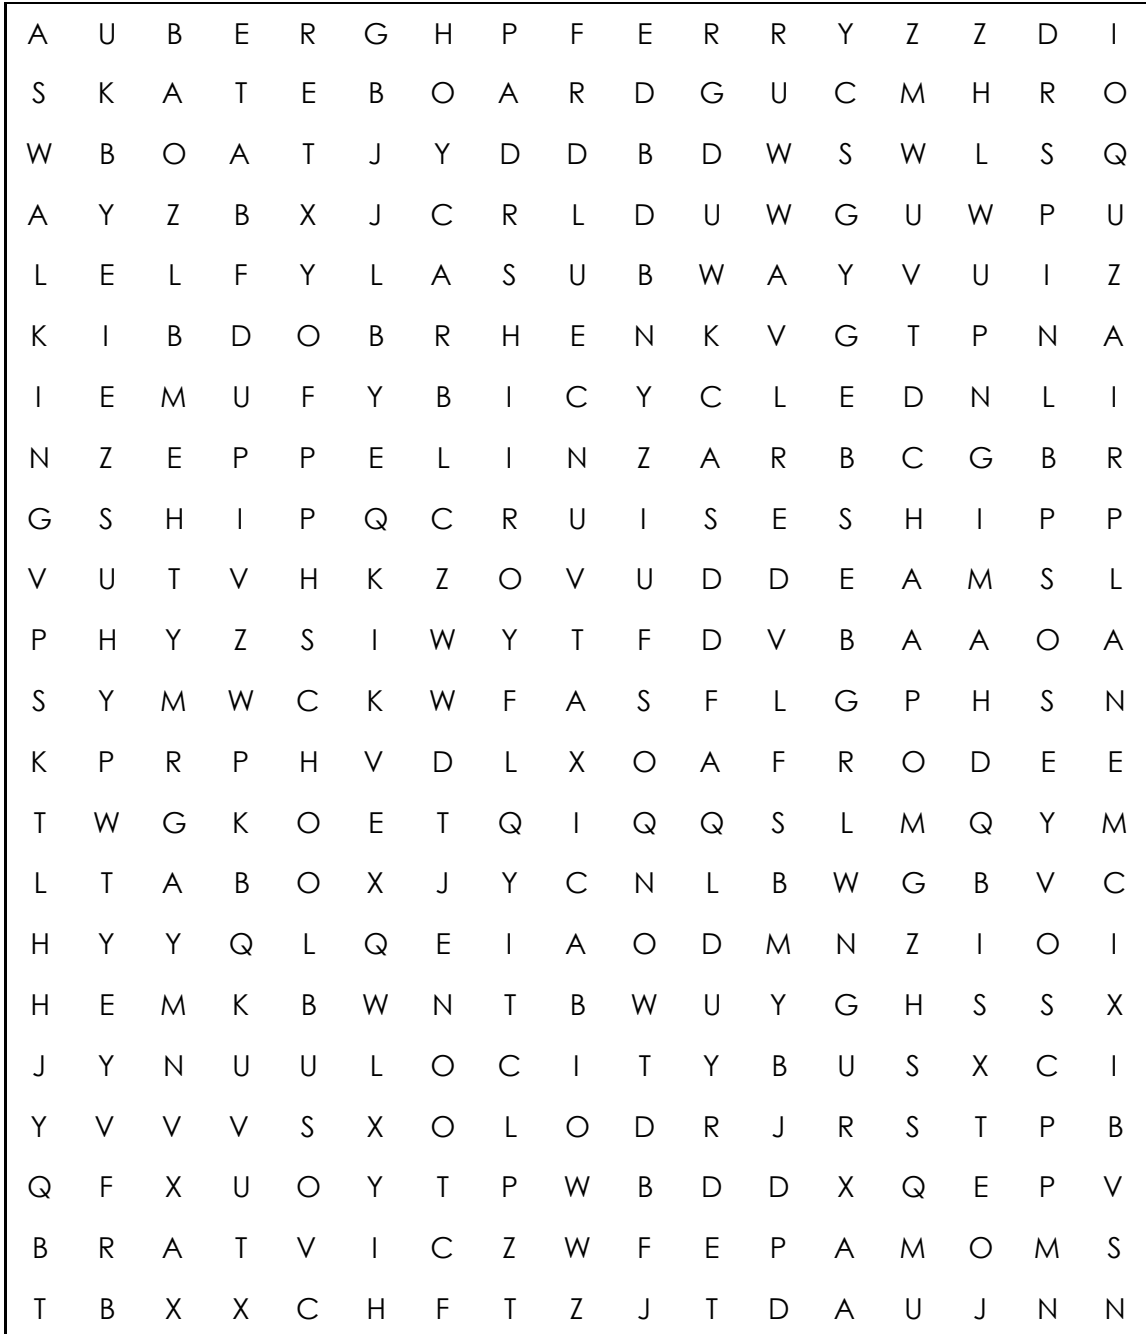 A U B E R G H P F E R R Y Z Z D I
S K A T E B O A R D G U C M H R O
W B O A T J Y D D B D W S W L S Q
A Y Z B X J C R L D U W G U W P U
L E L F Y L A S U B W A Y V U I Z
K I B D O B R H E N K V G T P N A
I E M U F Y B I C Y C L E D N L I
N Z E P P E L I N Z A R B C G B R
G S H I P Q C R U I S E S H I P P
V U T V H K Z O V U D D E A M S L
P H Y Z S I W Y T F D V B A A O A
S Y M W C K W F A S F L G P H S N
K P R P H V D L X O A F R O D E E
T W G K O E T Q I Q Q S L M Q Y M
L T A B O X J Y C N L B W G B V C
H Y Y Q L Q E I A O D M N Z I O I
H E M K B W N T B W U Y G H S S X
J Y N U U L O C I T Y B U S X C I
Y V V V S X O L O D R J R S T P B
Q F X U O Y T P W B D D X Q E P V
B R A T V I C Z W F E P A M O M S
T B X X C H F T Z J T D A U J N N